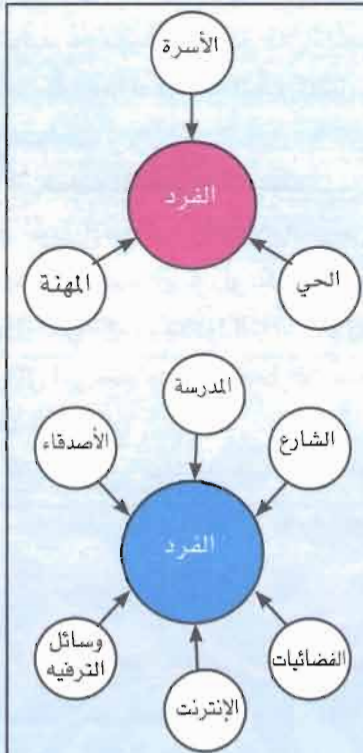 الأسرة
الفرد
الحي
المهنة
المدرسة
الشارع
الأصدقاء
الفرد
الفضائيات
وسائل
الترفيه
الإنترنت